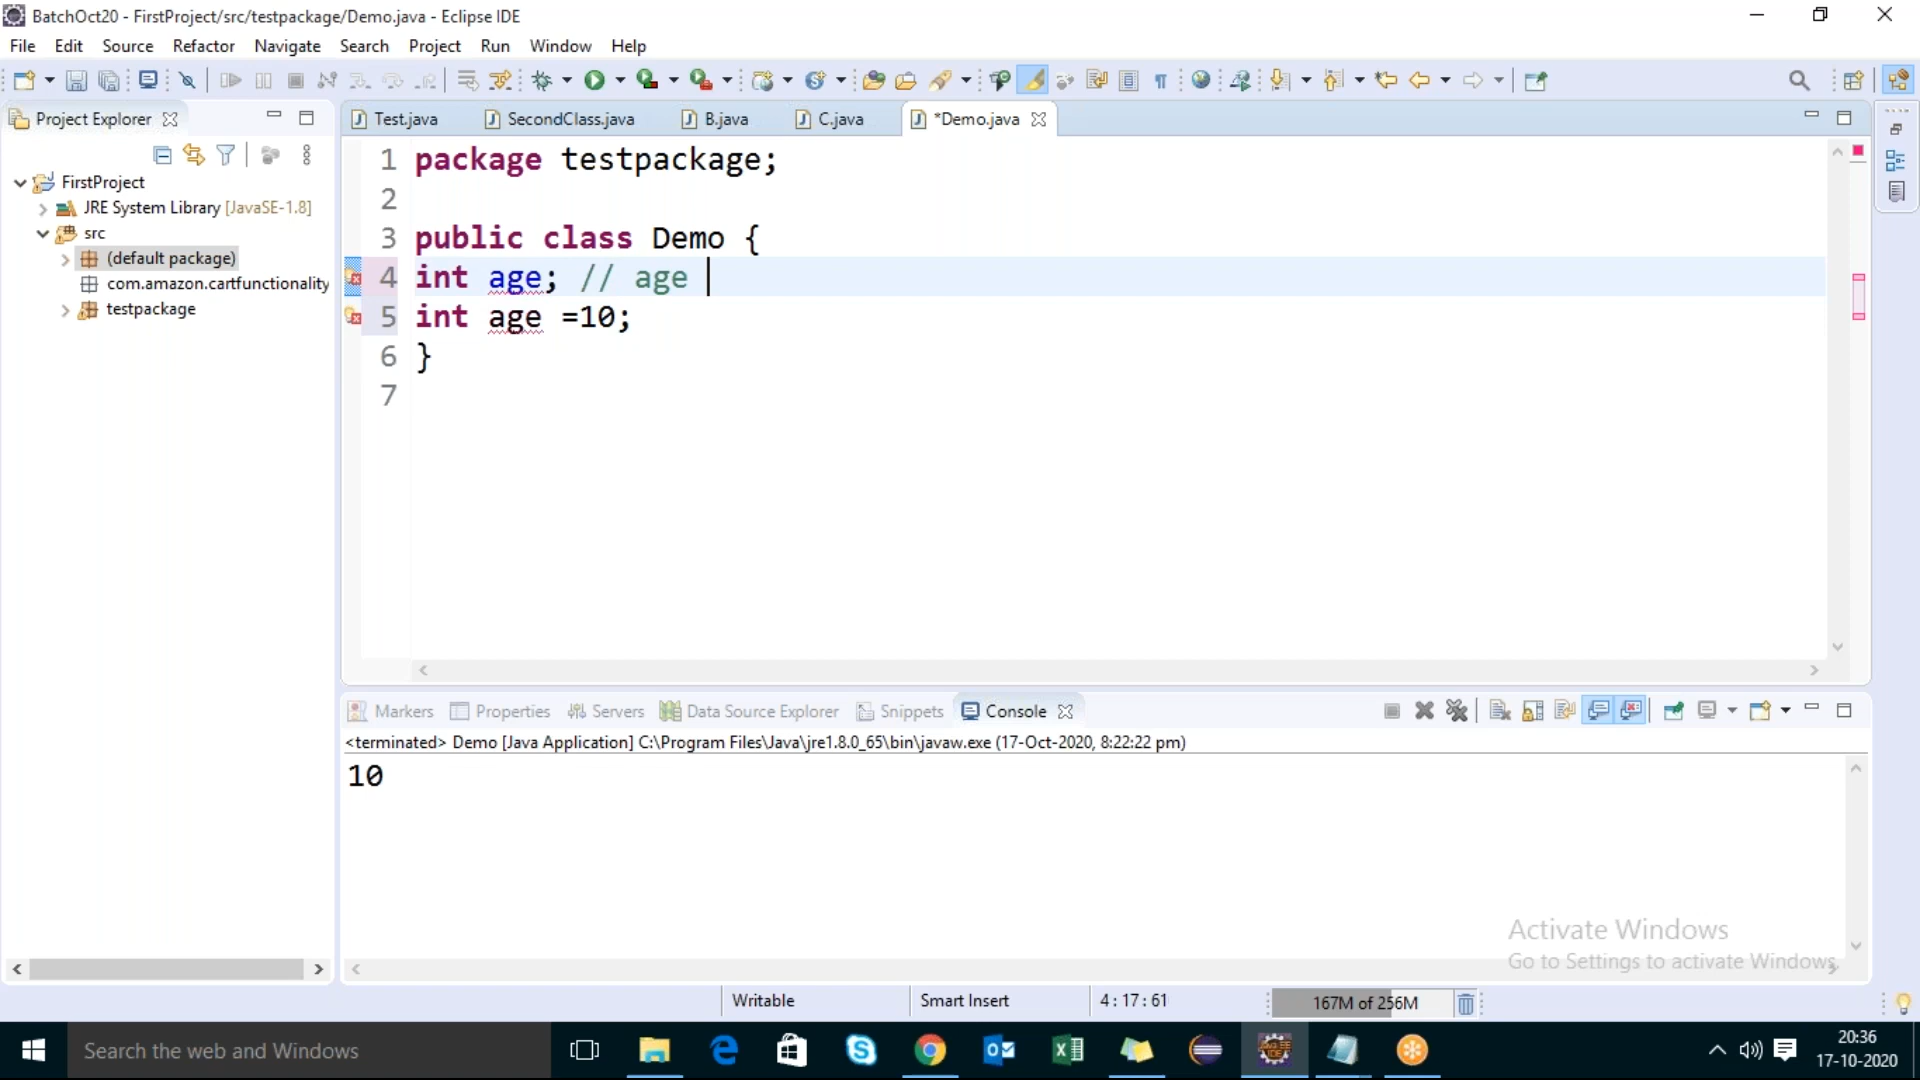 BatchOct20 - FirstProject/src/testpackage/Demo.java - Eclipse IDE
File Edit Source Refactor Navigate Search Project Run Window Help
Project Explorer
FirstProject
JRE System Library [JavaSE-1.8]
src
(default package)
com.amazon.cartfunctionality
testpackage
Test.java SecondClass.java B.java C.java *Demo.java
1 package testpackage;
2
3 public class Demo {
4 int age; // age
5 int age =10;
6 }
7
Markers Properties Servers Data Source Explorer Snippets Console
<terminated> Demo [Java Application] C:\Program Files\Java\jre1.8.0_65\bin\javaw.exe (17-Oct-2020, 8:22:22 pm)
10
Activate Windows
Go to Settings to activate Windows.
Writable Smart Insert 4 : 17 : 61 167M of 256M
Search the web and Windows
20:36
17-10-2020